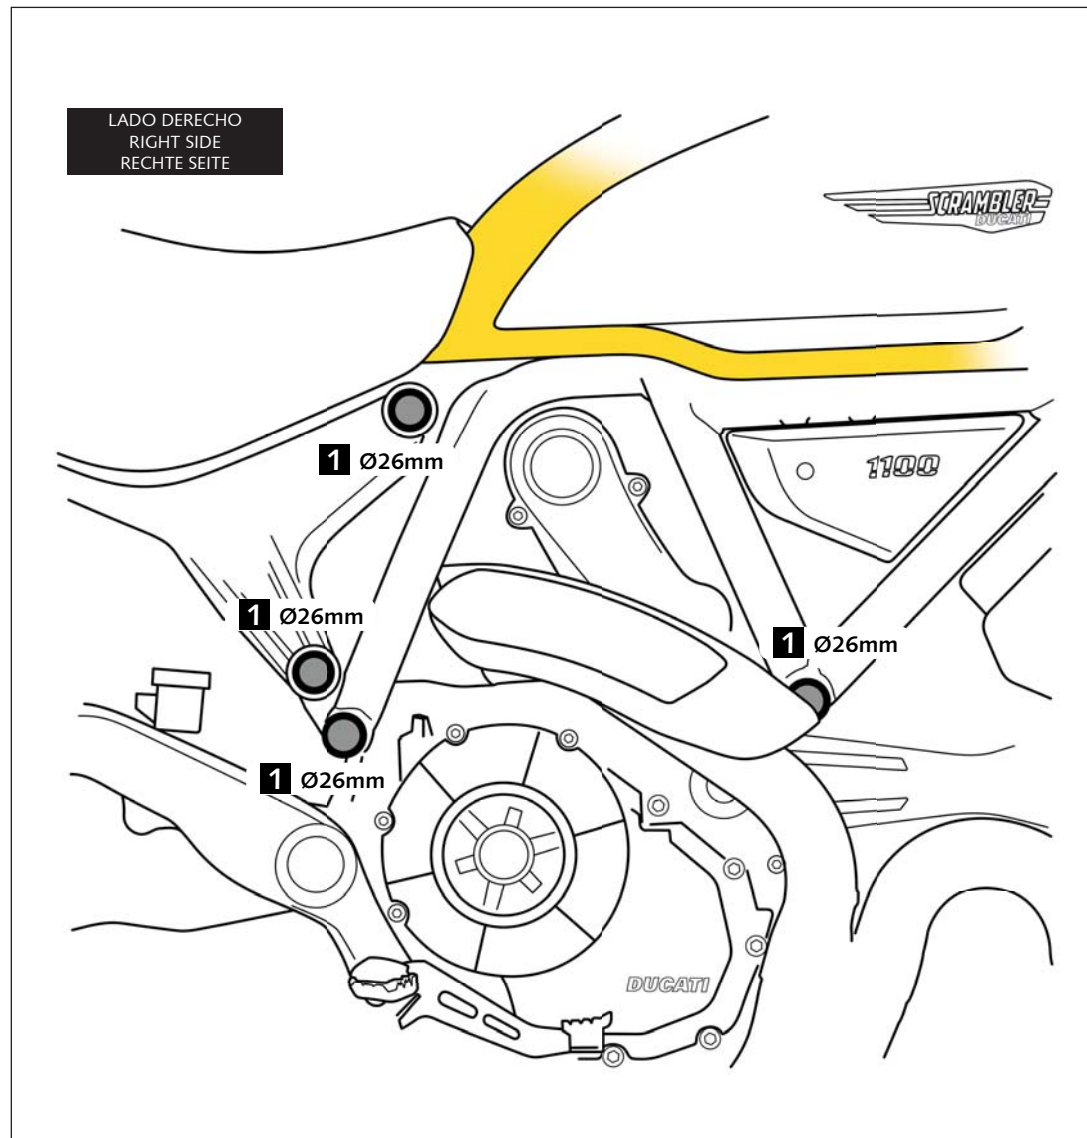 LADO DERECHO
RIGHT SIDE
RECHTE SEITE
SCRAMBLER
DUCATI
1 Ø26mm
1100
1 Ø26mm
1 Ø26mm
1 Ø26mm
DUCATI